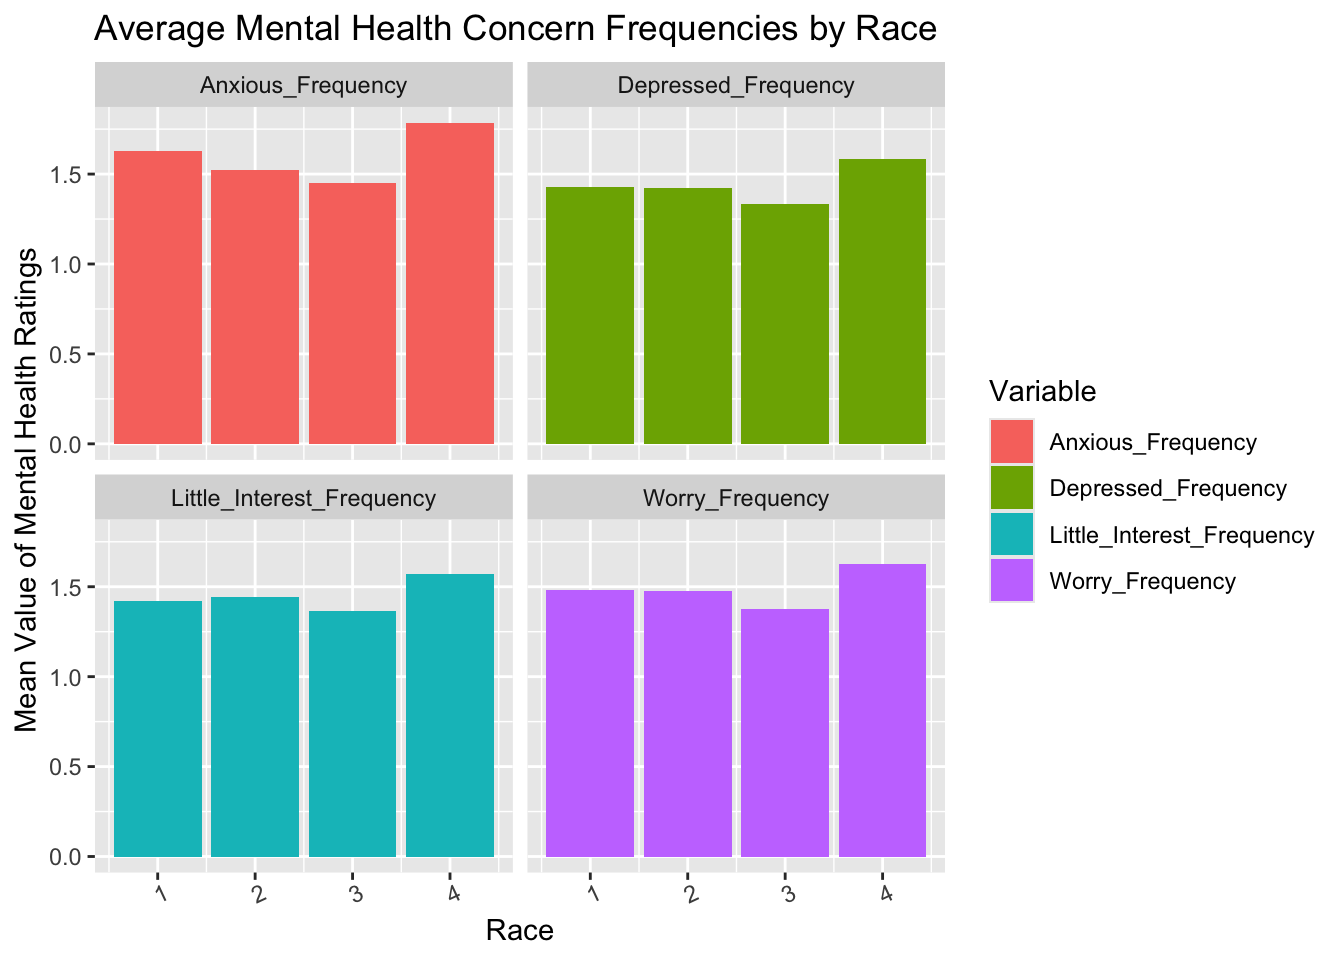 Average Mental Health Concern Frequencies by Race
Anxious_Frequency
Depressed_Frequency
1.5
1.0
0.5
0.0
Little_Interest_Frequency
Worry_Frequency
1.5
1.0
0.5
0.0
1 2 3 4
1 2 3 4
Race
Mean Value of Mental Health Ratings
Variable
Anxious_Frequency
Depressed_Frequency
Little_Interest_Frequency
Worry_Frequency